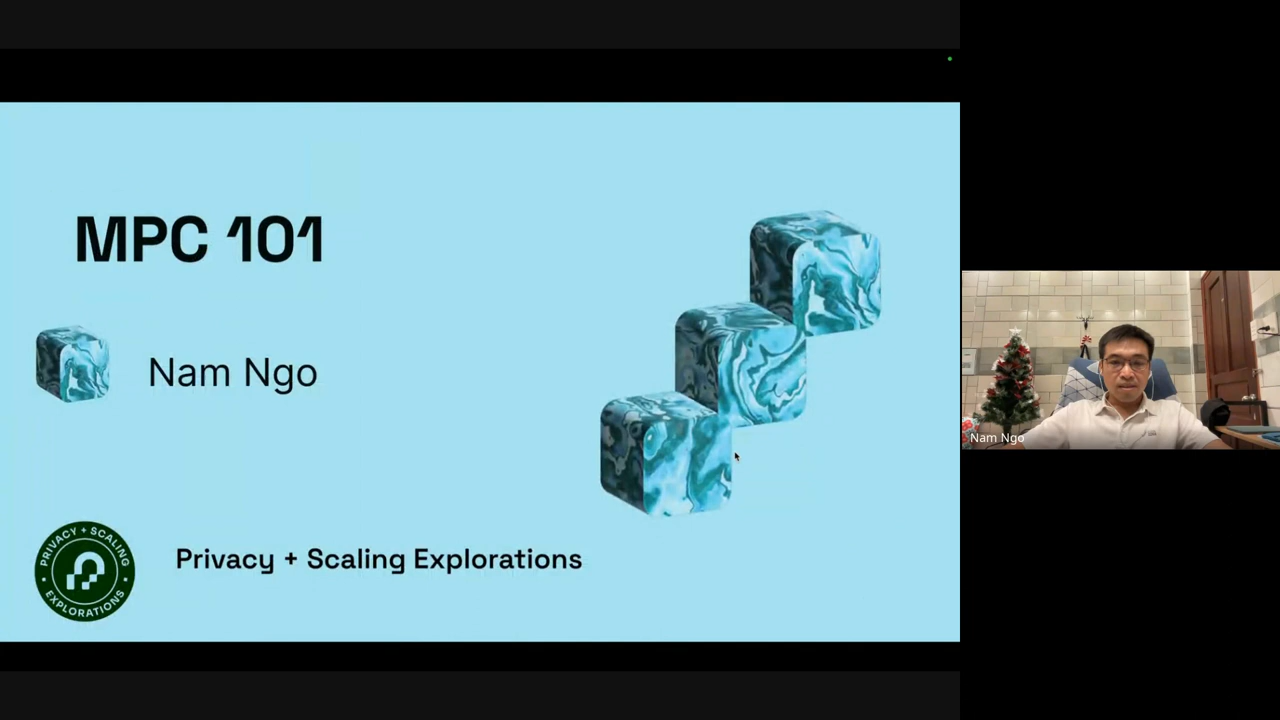 MPC 101
Nam Ngo
PRIVACY + SCALING
EXPLORATIONS
Privacy + Scaling Explorations
Nam Ngo